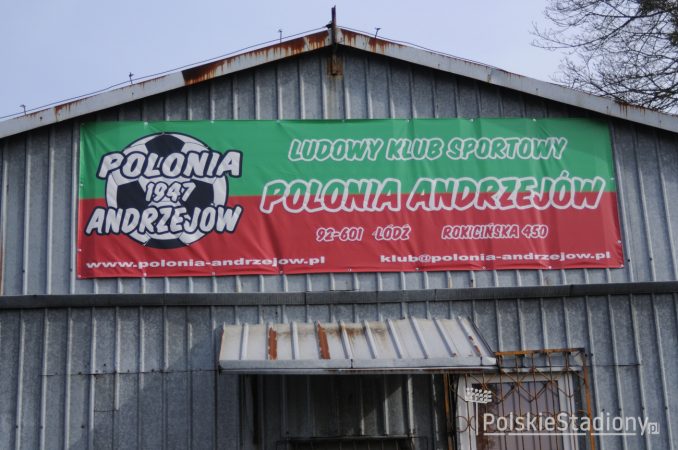 POLONIA
1947
ANDRZEJÓW
LUDOWY KLUB SPORTOWY
POLONIA ANDRZEJÓW
92-601 ŁÓDŹ ROKICIŃSKA 450
www.polonia-andrzejow.pl klub@polonia-andrzejow.pl
PolskieStadiony.pl